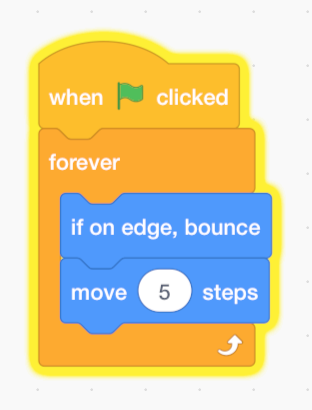 when clicked
forever
if on edge, bounce
move 5 steps